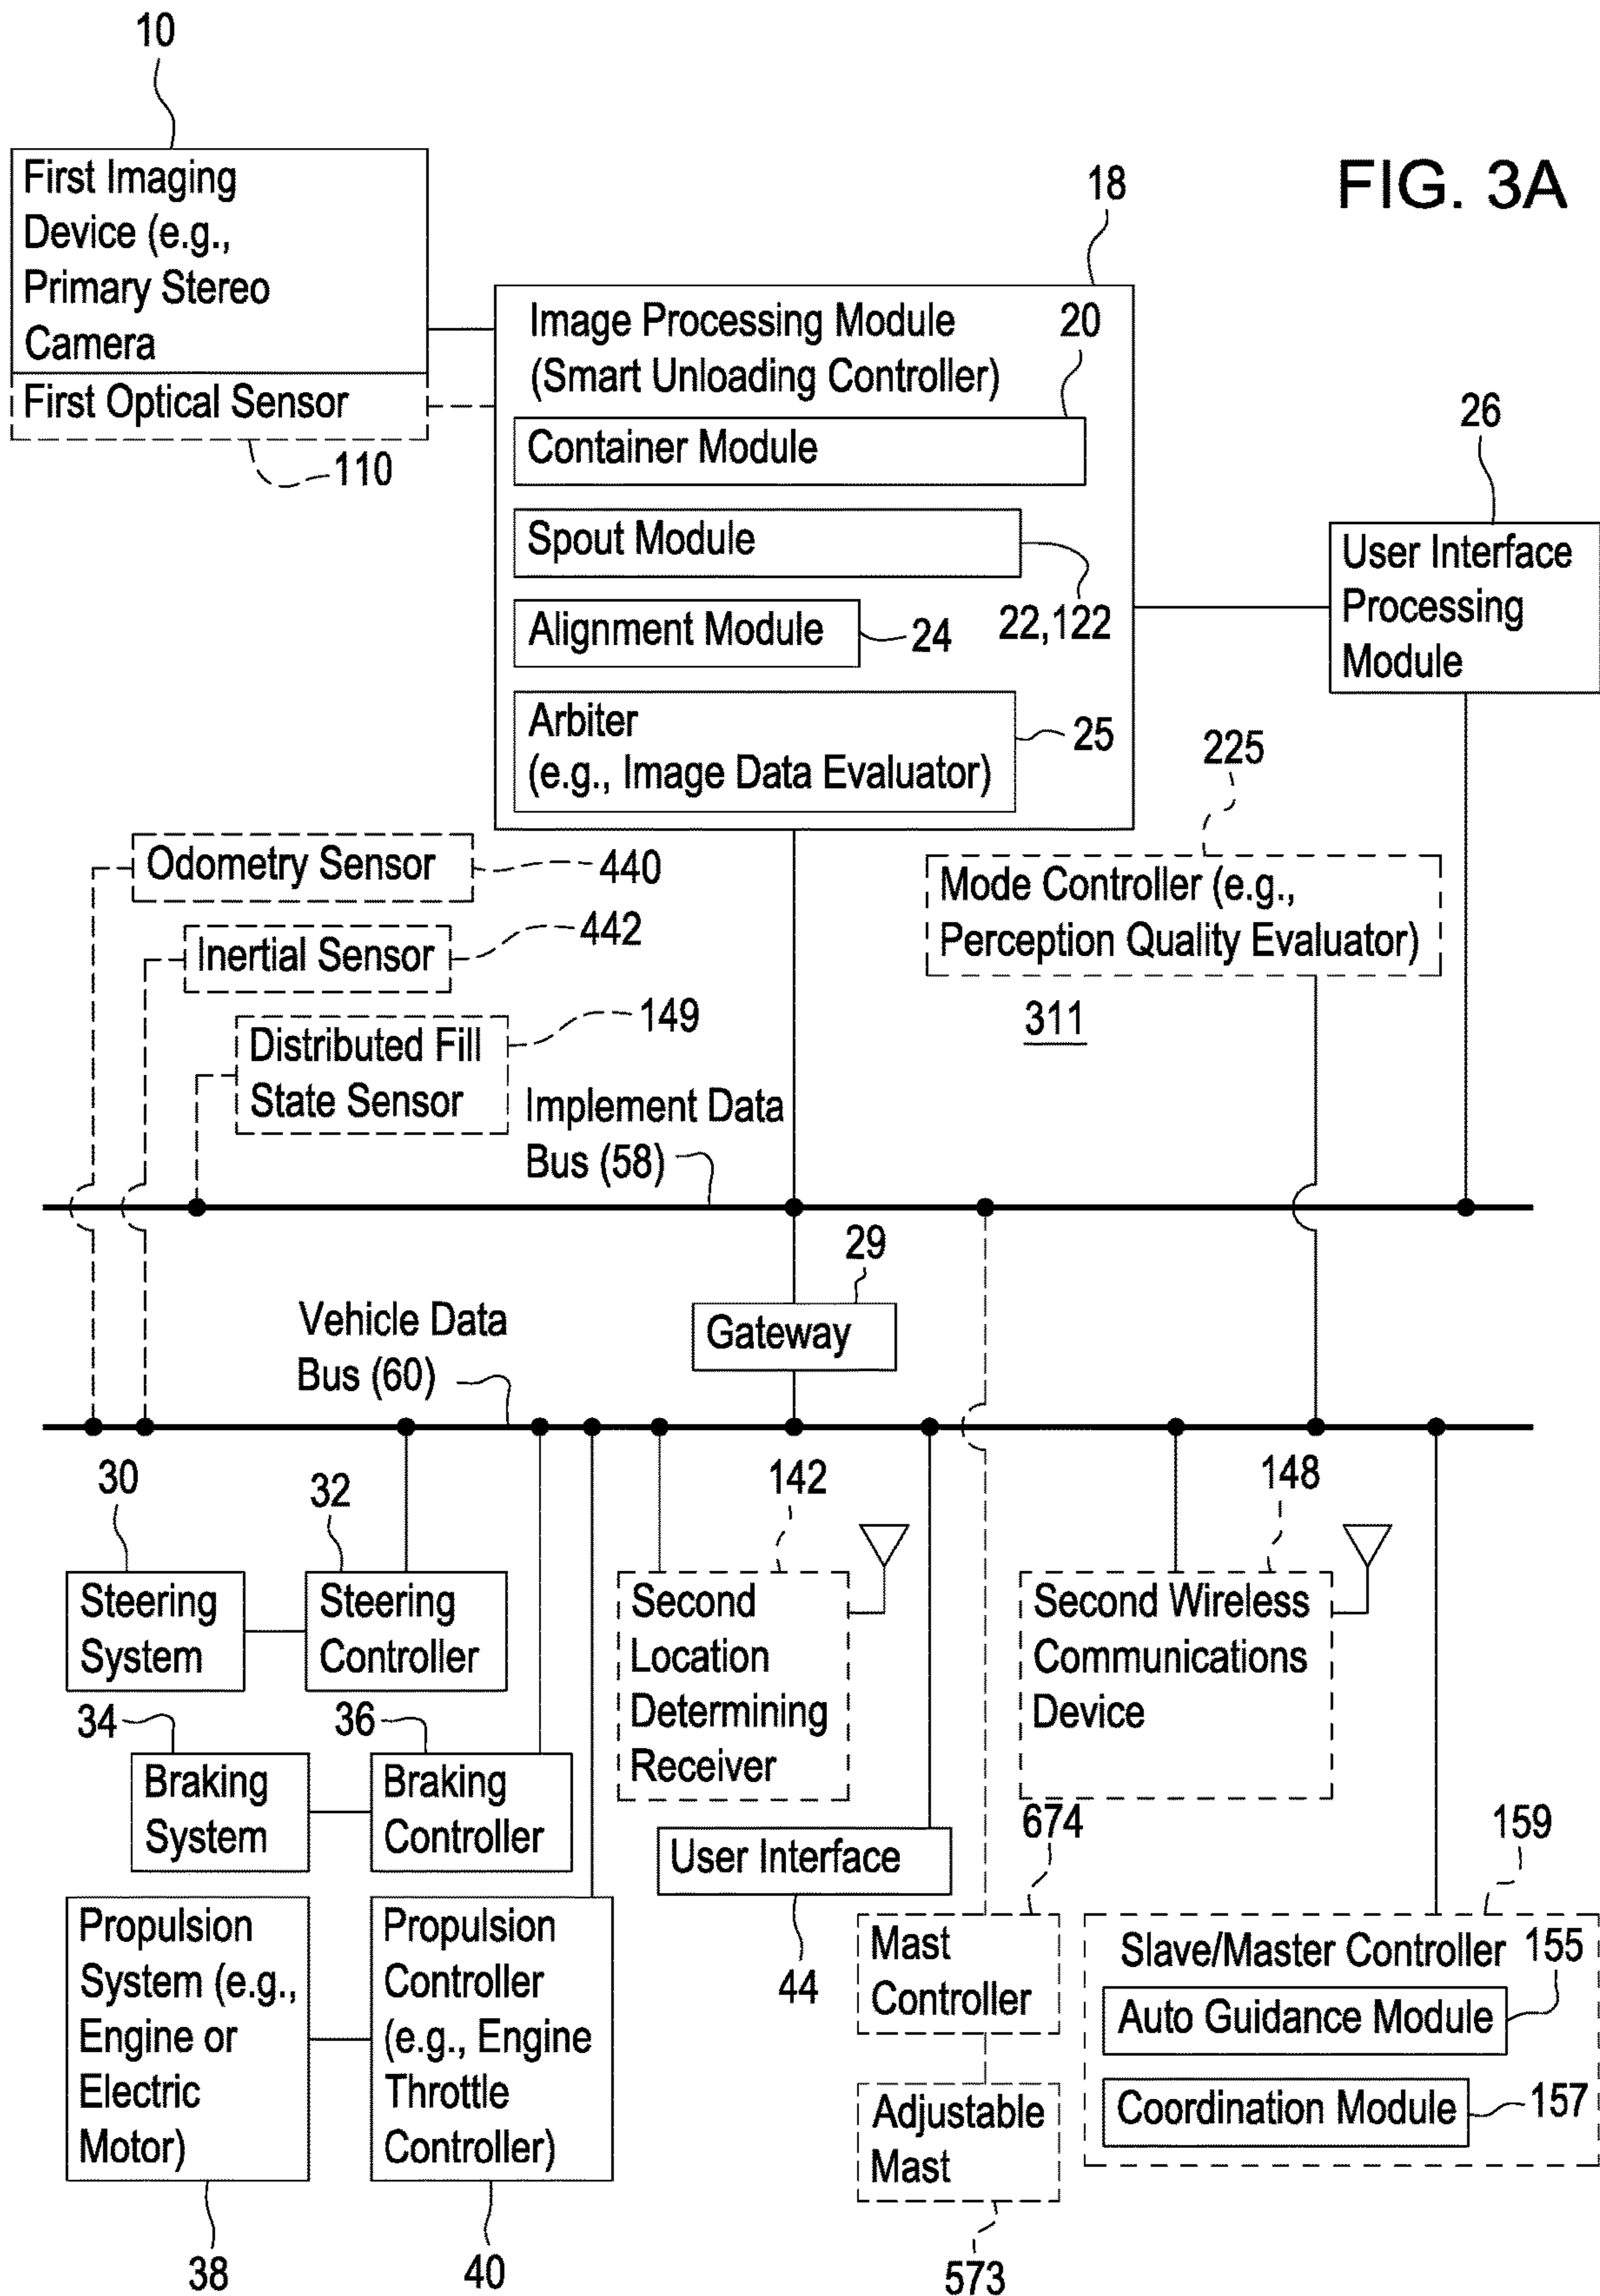 10
First Imaging
Device (e.g.,
Primary Stereo
Camera
First Optical Sensor
110
FIG. 3A
18
Image Processing Module
(Smart Unloading Controller)
20
Container Module
Spout Module
22,122
Alignment Module
24
Arbiter
(e.g., Image Data Evaluator)
25
26
User Interface
Processing
Module
225
Mode Controller (e.g.,
Perception Quality Evaluator)
311
Odometry Sensor
440
Inertial Sensor
442
Distributed Fill
State Sensor
149
Implement Data
Bus (58)
29
Gateway
Vehicle Data
Bus (60)
30
Steering
System
32
Steering
Controller
34
Braking
System
36
Braking
Controller
Propulsion
System (e.g.,
Engine or
Electric
Motor)
38
Propulsion
Controller
(e.g., Engine
Throttle
Controller)
40
142
Second
Location
Determining
Receiver
User Interface
44
148
Second Wireless
Communications
Device
674
Mast
Controller
Adjustable
Mast
573
159
Slave/Master Controller
155
Auto Guidance Module
Coordination Module
157